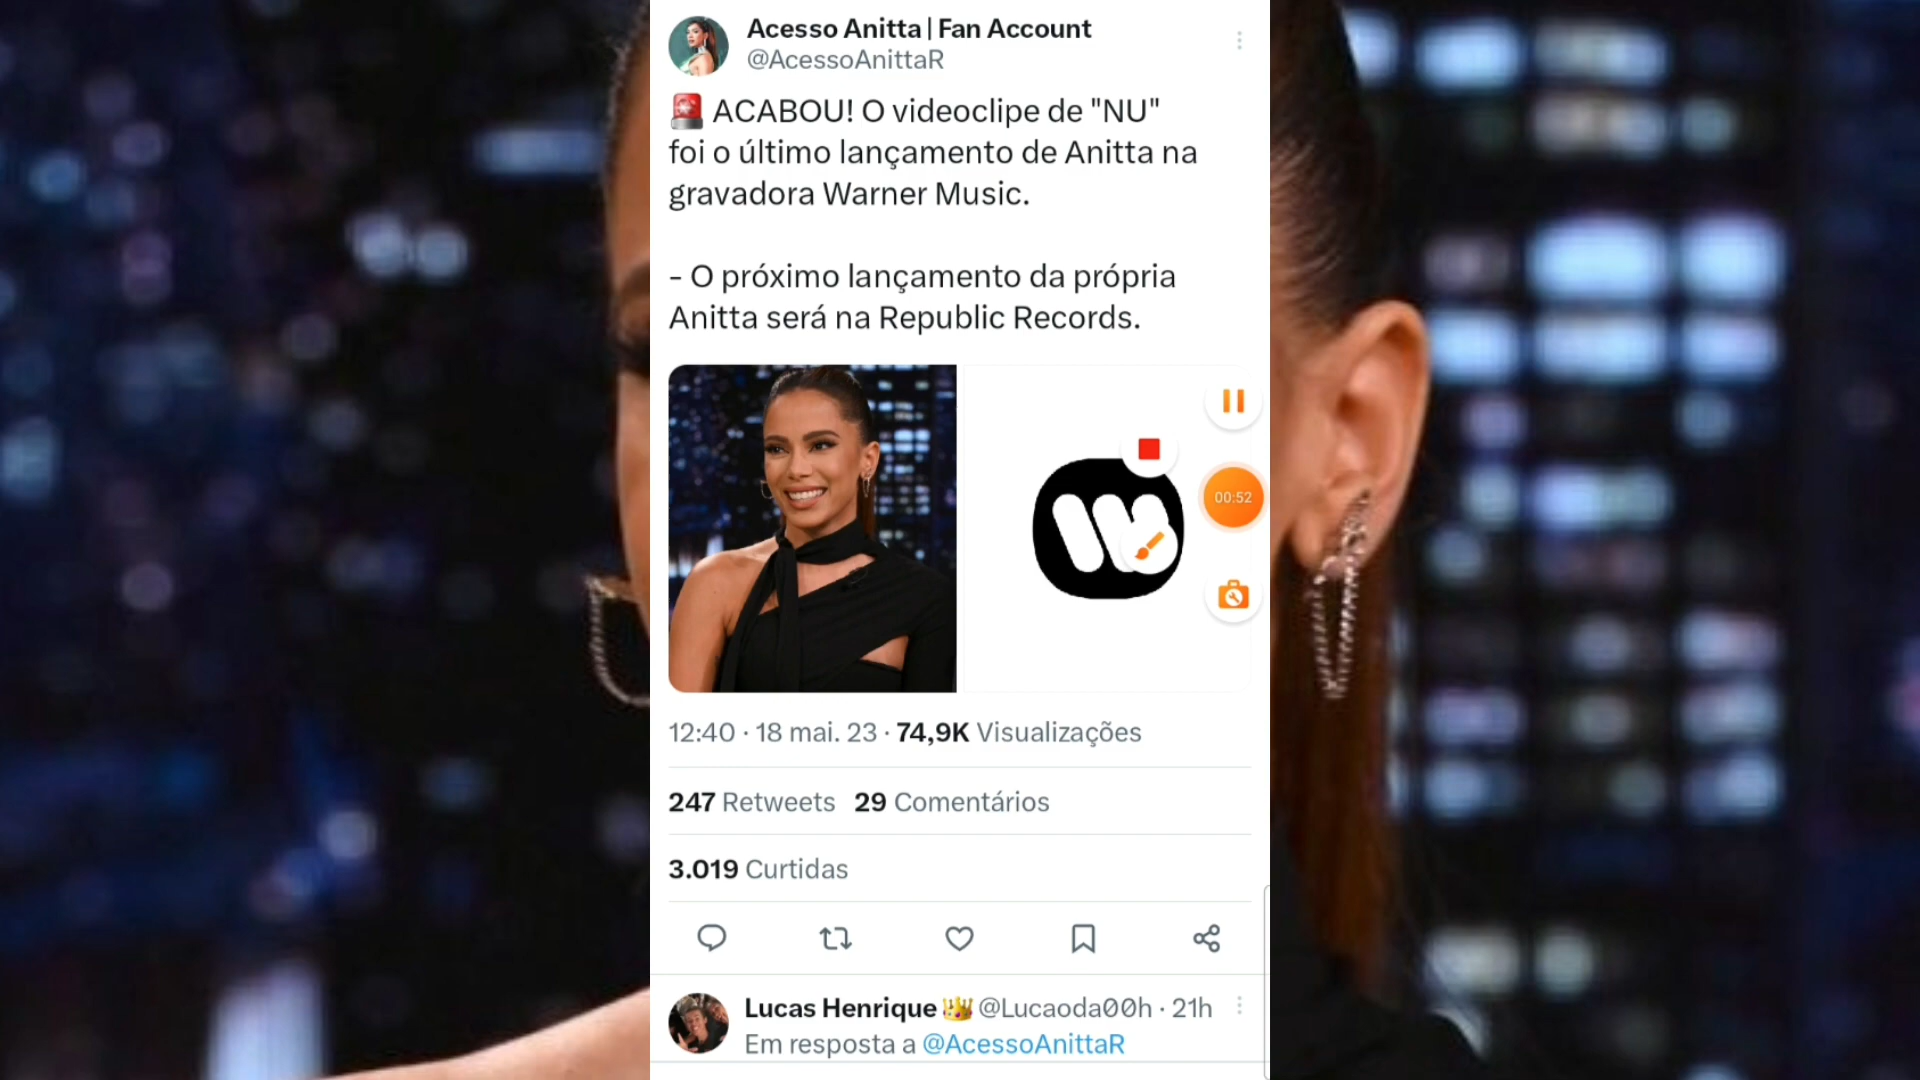 Acesso Anitta | Fan Account
@AcessoAnittaR
🚨 ACABOU! O videoclipe de "NU"
foi o último lançamento de Anitta na
gravadora Warner Music.
- O próximo lançamento da própria
Anitta será na Republic Records.
00:52
12:40 · 18 mai. 23 · 74,9K Visualizações
247 Retweets 29 Comentários
3.019 Curtidas
Lucas Henrique 👑 @Lucaoda00h · 21h
Em resposta a @AcessoAnittaR